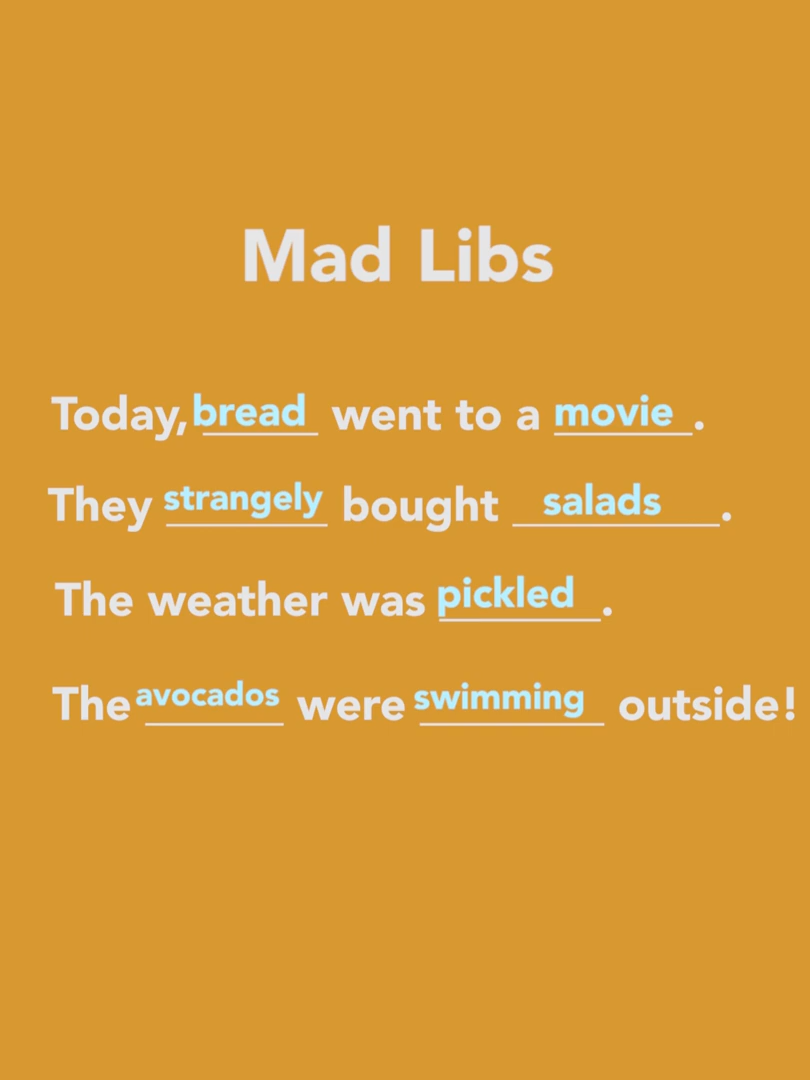 Mad Libs
Today, bread went to a movie.
They strangely bought salads.
The weather was pickled.
The avocados were swimming outside!